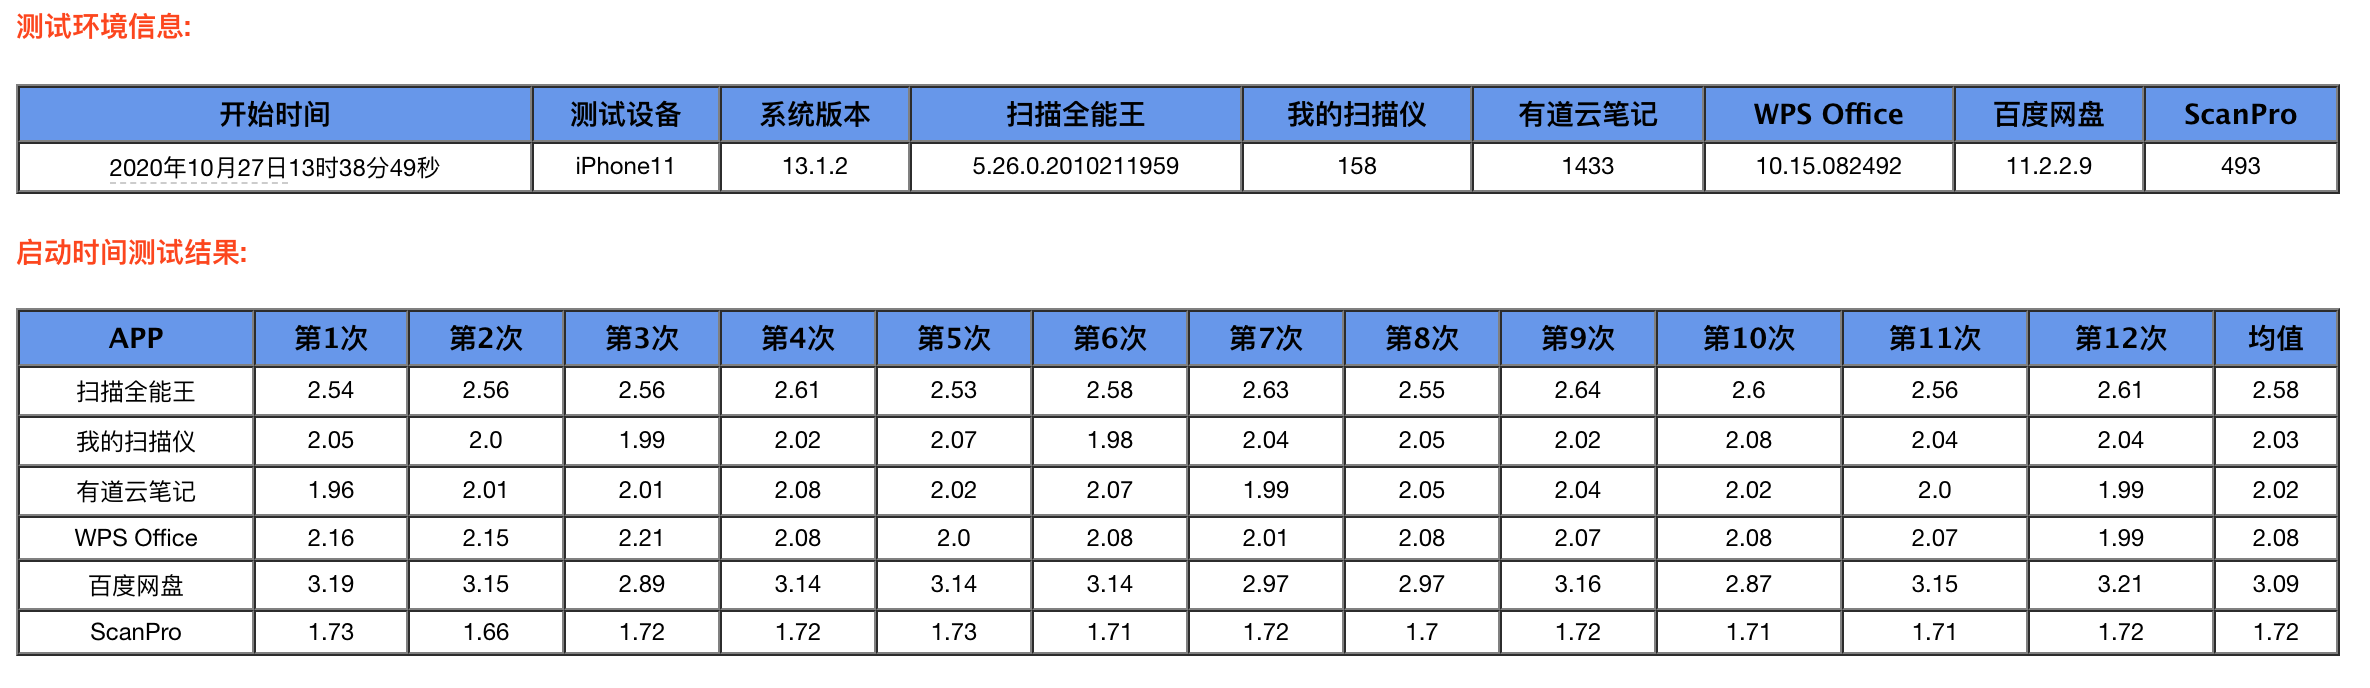 测试环境信息:
开始时间 测试设备 系统版本 扫描全能王 我的扫描仪 有道云笔记 WPS Office 百度网盘 ScanPro
2020年10月27日13时38分49秒 iPhone11 13.1.2 5.26.0.2010211959 158 1433 10.15.082492 11.2.2.9 493
启动时间测试结果:
APP 第1次 第2次 第3次 第4次 第5次 第6次 第7次 第8次 第9次 第10次 第11次 第12次 均值
扫描全能王 2.54 2.56 2.56 2.61 2.53 2.58 2.63 2.55 2.64 2.6 2.56 2.61 2.58
我的扫描仪 2.05 2.0 1.99 2.02 2.07 1.98 2.04 2.05 2.02 2.08 2.04 2.04 2.03
有道云笔记 1.96 2.01 2.01 2.08 2.02 2.07 1.99 2.05 2.04 2.02 2.0 1.99 2.02
WPS Office 2.16 2.15 2.21 2.08 2.0 2.08 2.01 2.08 2.07 2.08 2.07 1.99 2.08
百度网盘 3.19 3.15 2.89 3.14 3.14 3.14 2.97 2.97 3.16 2.87 3.15 3.21 3.09
ScanPro 1.73 1.66 1.72 1.72 1.73 1.71 1.72 1.7 1.72 1.71 1.71 1.72 1.72